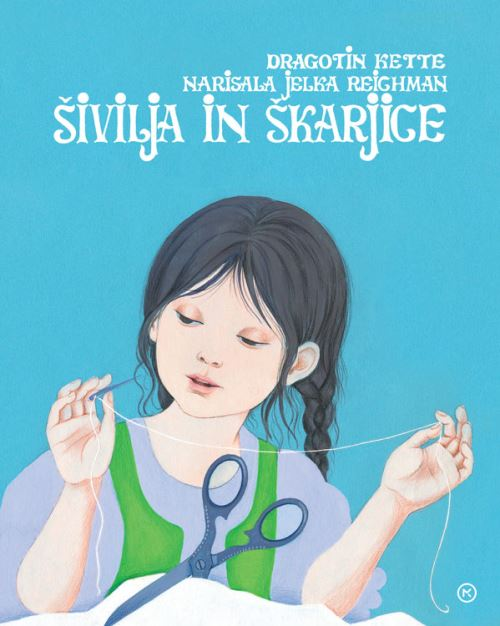 DRAGOTIN KETTE
NARISALA JELKA REICHMAN
ŠIVILJA IN ŠKARJICE